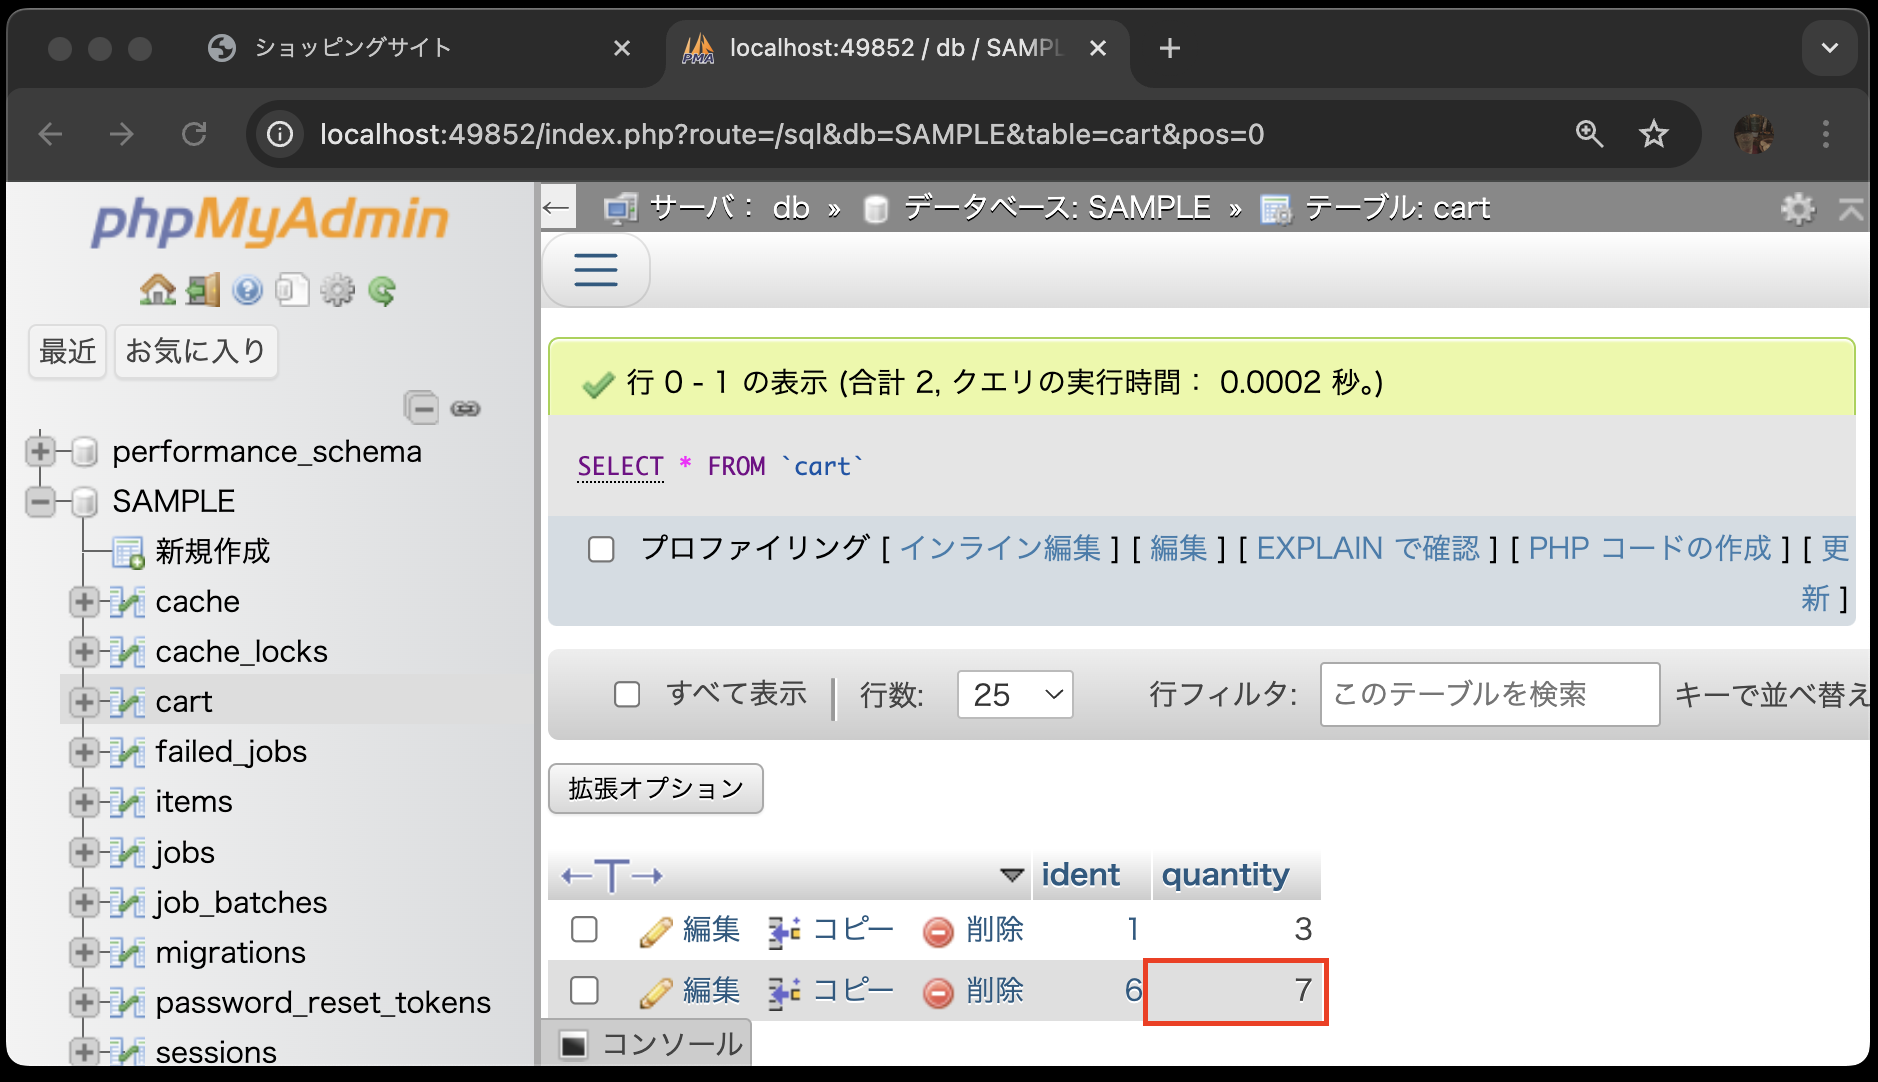 ショッピングサイト
localhost:49852 / db / SAMPL
localhost:49852/index.php?route=/sql&db=SAMPLE&table=cart&pos=0
phpMyAdmin
最近
お気に入り
performance_schema
SAMPLE
新規作成
cache
cache_locks
cart
failed_jobs
items
jobs
job_batches
migrations
password_reset_tokens
sessions
サーバ： db » データベース: SAMPLE » テーブル: cart
行 0 - 1 の表示 (合計 2, クエリの実行時間： 0.0002 秒。)
SELECT * FROM `cart`
プロファイリング [ インライン編集 ] [ 編集 ] [ EXPLAIN で確認 ] [ PHP コードの作成 ] [ 更
新 ]
すべて表示 行数: 25 行フィルタ: このテーブルを検索 キーで並べ替え
拡張オプション
←T→ ident quantity
編集 コピー 削除 1 3
編集 コピー 削除 6 7
コンソール